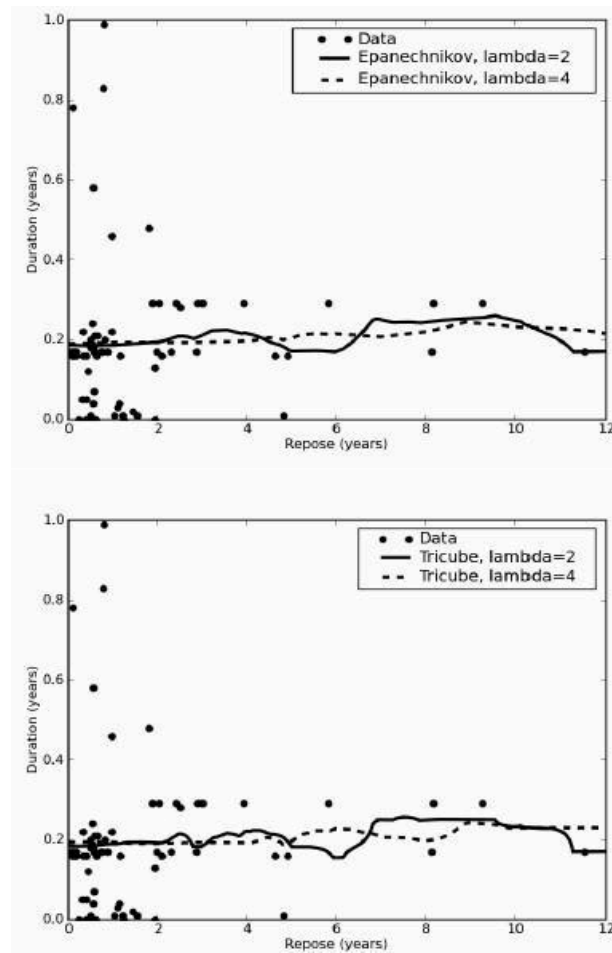 1.0
Data
Epanechnikov, lambda=2
Epanechnikov, lambda=4
0.8
0.6
Duration (years)
0.4
0.2
0.0
0 2 4 6 8 10 12
Repose (years)
1.0
Data
Tricube, lambda=2
Tricube, lambda=4
0.8
0.6
Duration (years)
0.4
0.2
0.0
0 2 4 6 8 10 12
Repose (years)